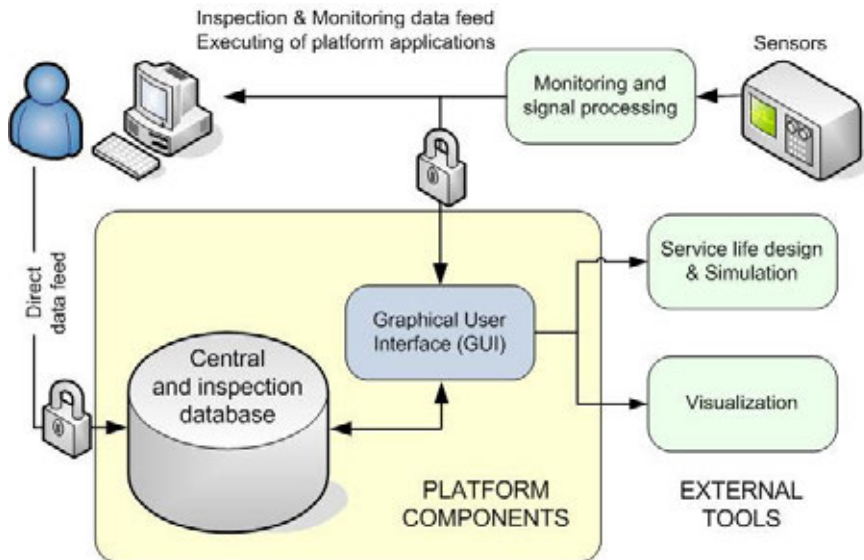 Inspection & Monitoring data feed
Executing of platform applications
Sensors
Monitoring and
signal processing
Direct
data feed
Service life design
& Simulation
Graphical User
Interface (GUI)
Central
and inspection
database
Visualization
PLATFORM
COMPONENTS
EXTERNAL
TOOLS